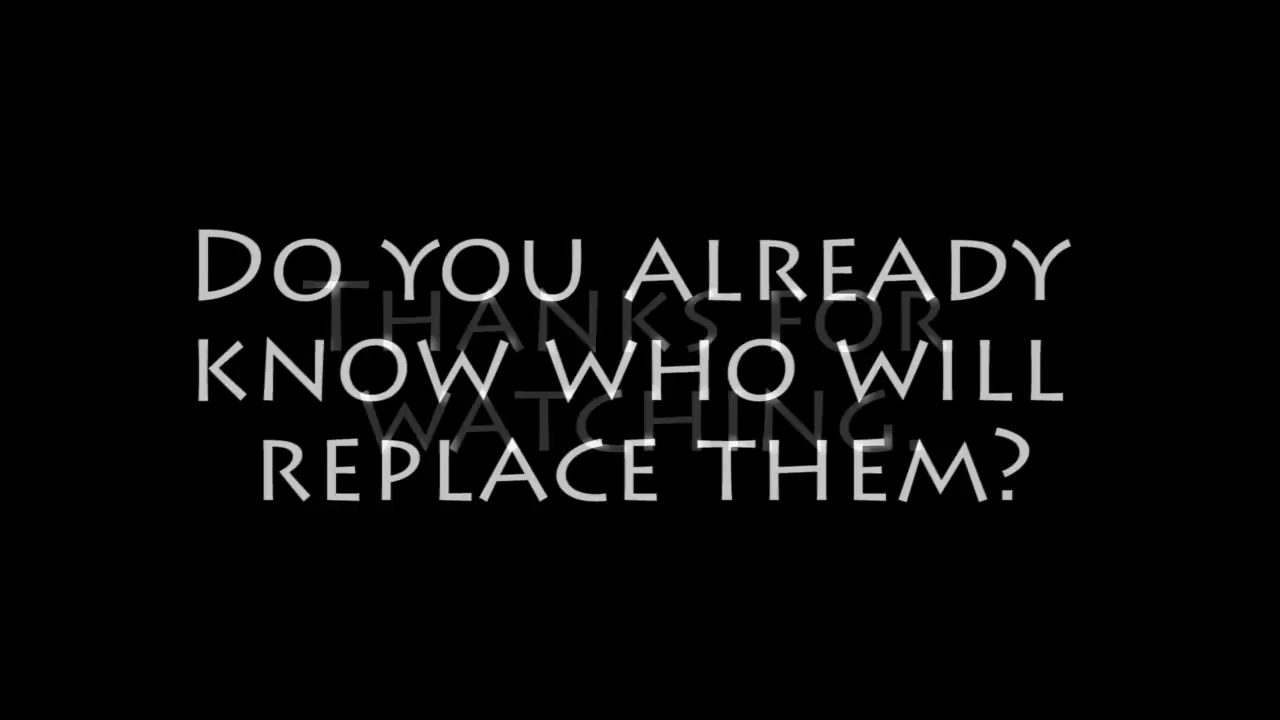 Do you already
know who will
replace them?
Thanks for
watching.